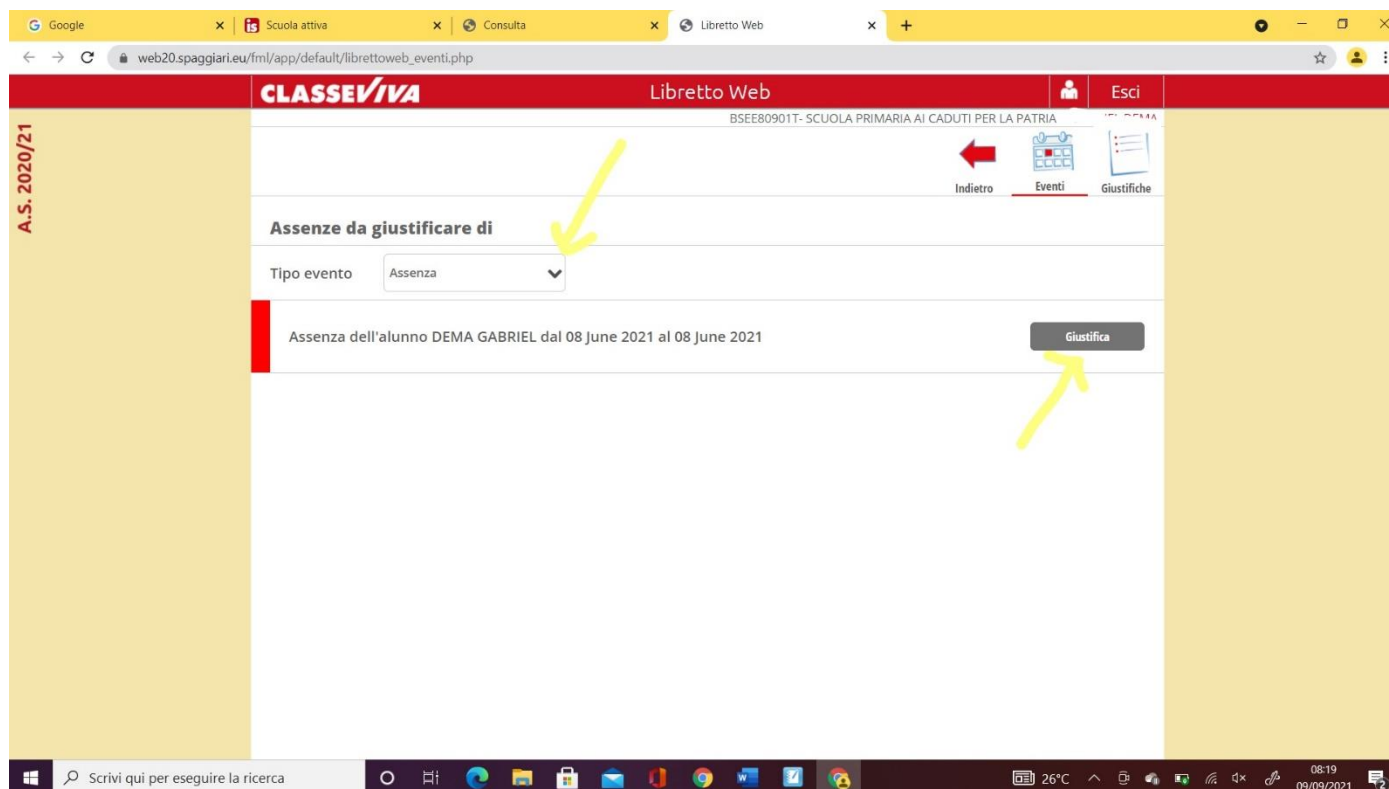 Google
Scuola attiva
Consulta
Libretto Web
web20.spaggiari.eu/fml/app/default/librettoweb_eventi.php
CLASSEVIVA
Libretto Web
Esci
A.S. 2020/21
BSEE80901T- SCUOLA PRIMARIA AI CADUTI PER LA PATRIA
Indietro
Eventi
Giustifiche
Assenze da giustificare di
Tipo evento
Assenza
Assenza dell'alunno DEMA GABRIEL dal 08 June 2021 al 08 June 2021
Giustifica
Scrivi qui per eseguire la ricerca
26°C
08:19
09/09/2021
2